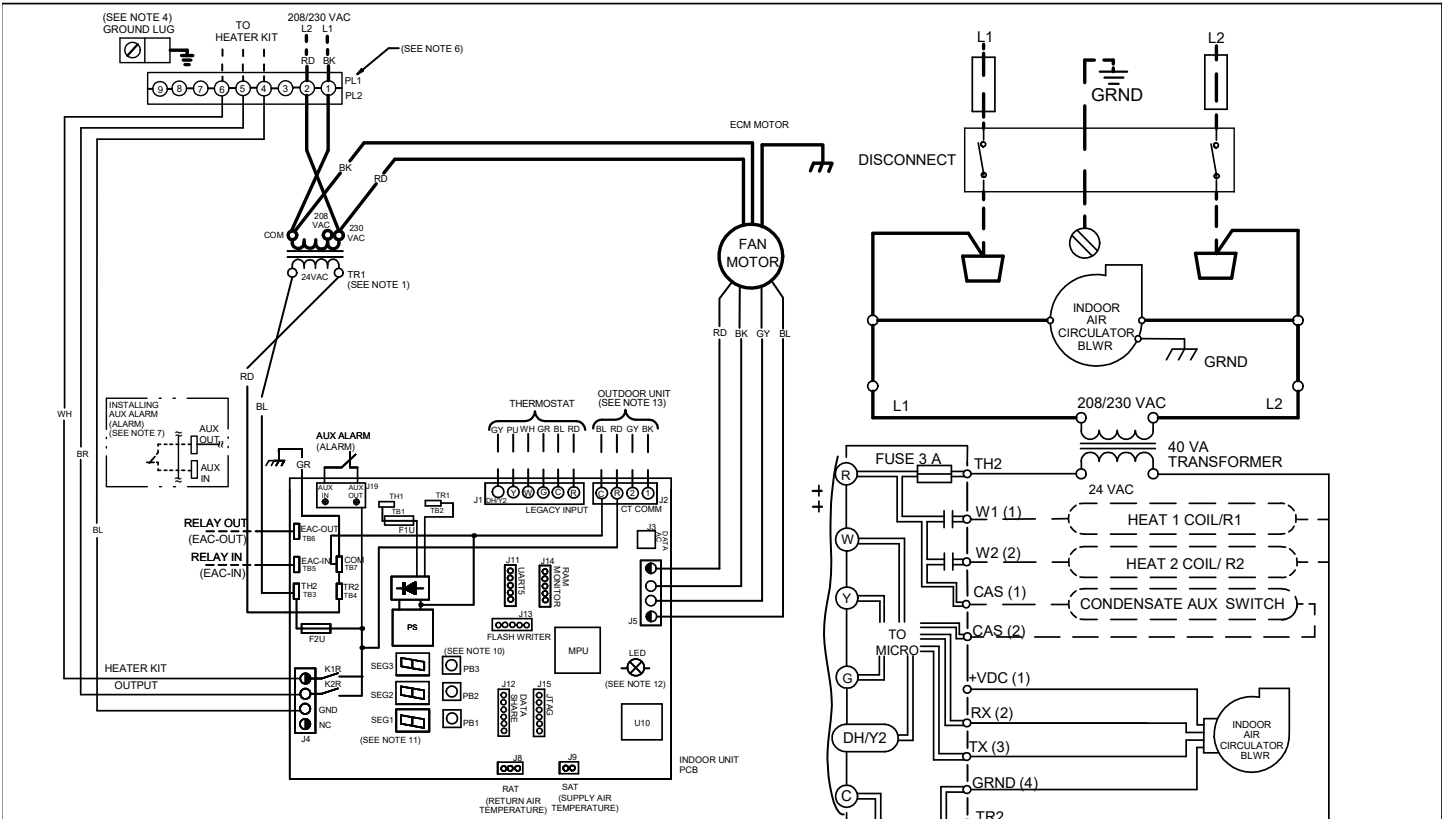 (SEE NOTE 4)
GROUND LUG
TO
HEATER KIT
208/230 VAC
L2 L1
RD BK
(SEE NOTE 6)
PL1
9 8 7 6 5 4 3 2 1
PL2
ECM MOTOR
BK
RD
208
VAC
COM
230
VAC
24VAC
TR1
(SEE NOTE 1)
FAN
MOTOR
RD BK GY BL
RD
BL
WH
BR
BL
INSTALLING
AUX ALARM
(ALARM)
(SEE NOTE 7)
AUX
OUT
AUX
IN
AUX ALARM
(ALARM)
GR
THERMOSTAT
GY PU WH GR BL RD
OUTDOOR UNIT
(SEE NOTE 13)
BL RD GY BK
AUX
IN
AUX
OUT
J19
TH1
TB1
F1U
TR1
TB2
J1
DH/Y2
Y W G C R
LEGACY INPUT
C R 2 1
J2
CT COMM
RELAY OUT
(EAC-OUT)
EAC-OUT
TB6
RELAY IN
(EAC-IN)
EAC-IN
TB5
COM
TB7
TH2
TB3
TR2
TB4
F2U
PS
J11
UART5
J14
RAM
MONITOR
J13
FLASH WRITER
J3
DATA
AC
J5
MPU
LED
(SEE NOTE 12)
U10
(SEE NOTE 10)
SEG3
PB3
SEG2
PB2
SEG1
PB1
(SEE NOTE 11)
J12
DATA
SHARE
J15
JTAG
HEATER KIT
OUTPUT
K1R
K2R
GND
NC
J4
J8
RAT
(RETURN AIR
TEMPERATURE)
J9
SAT
(SUPPLY AIR
TEMPERATURE)
INDOOR UNIT
PCB
L1
L2
GRND
DISCONNECT
INDOOR
AIR
CIRCULATOR
BLWR
GRND
L1
208/230 VAC
L2
40 VA
TRANSFORMER
24 VAC
FUSE 3 A
TH2
R
W1 (1)
HEAT 1 COIL/R1
W
W2 (2)
HEAT 2 COIL/ R2
CAS (1)
CONDENSATE AUX SWITCH
Y
CAS (2)
TO
MICRO
G
+VDC (1)
RX (2)
DH/Y2
TX (3)
INDOOR
AIR
CIRCULATOR
BLWR
GRND (4)
C
TR2